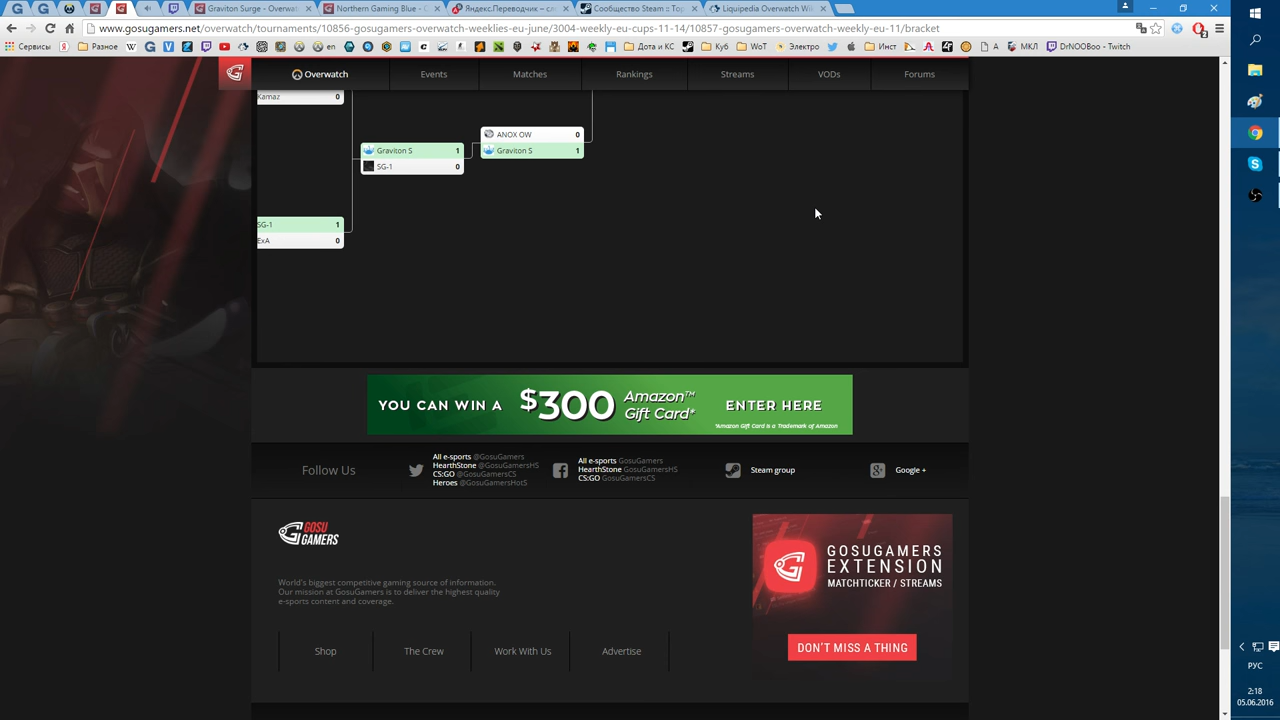 Graviton Surge - Overwat
Northern Gaming Blue - O
Яндекс.Переводчик – сл
Сообщество Steam :: Top
Liquipedia Overwatch Wi
www.gosugamers.net/overwatch/tournaments/10856-gosugamers-overwatch-weeklies-eu-june/3004-weekly-eu-cups-11-14/10857-gosugamers-overwatch-weekly-eu-11/bracket
Сервисы
Разное
en
Дота и КС
Куб
WoT
Электро
Инст
А
МКЛ
DrNOOBoo - Twitch
Overwatch
Events
Matches
Rankings
Streams
VODs
Forums
Kamaz 0
ANOX OW 0
Graviton S 1
Graviton S 1
SG-1 0
SG-1 1
ExA 0
YOU CAN WIN A $300 Amazon™ Gift Card* ENTER HERE
*Amazon Gift Card is a Trademark of Amazon
Follow Us
All e-sports @GosuGamers
HearthStone @GosuGamersHS
CS:GO @GosuGamersCS
Heroes @GosuGamersHotS
All e-sports GosuGamers
HearthStone GosuGamersHS
CS:GO GosuGamersCS
Steam group
Google +
GOSU
GAMERS
World's biggest competitive gaming source of information.
Our mission at GosuGamers is to deliver the highest quality
e-sports content and coverage.
GOSUGAMERS
EXTENSION
MATCHTICKER / STREAMS
DON'T MISS A THING
Shop
The Crew
Work With Us
Advertise
РУС
2:18
05.06.2016